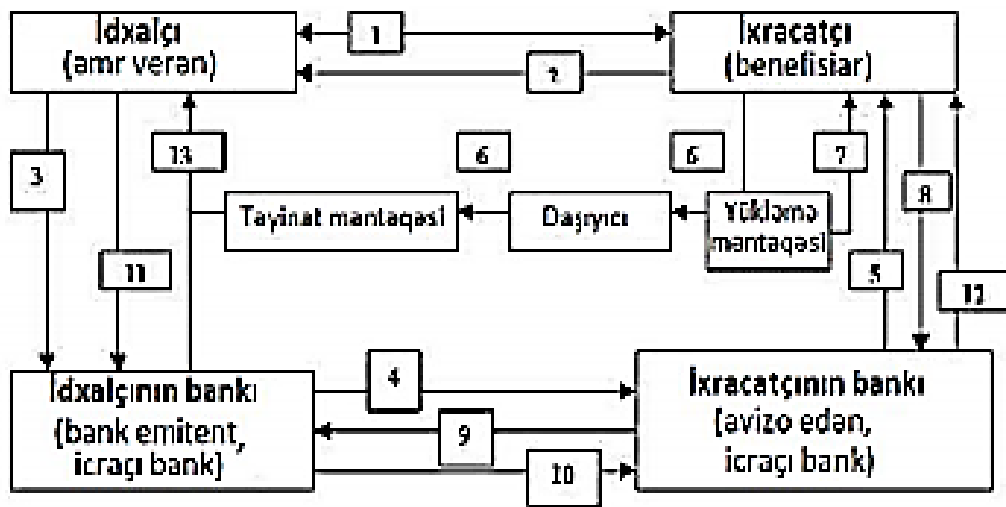 İdxalçı
(əmr verən)
1
2
İxracatçı
(benefisiar)
3
13
6
6
7
8
Təyinat məntəqəsi
Daşıyıcı
Yükləmə
məntəqəsi
11
5
12
İdxalçının bankı
(bank emitent,
icraçı bank)
4
9
10
İxracatçının bankı
(avizo edən,
icraçı bank)